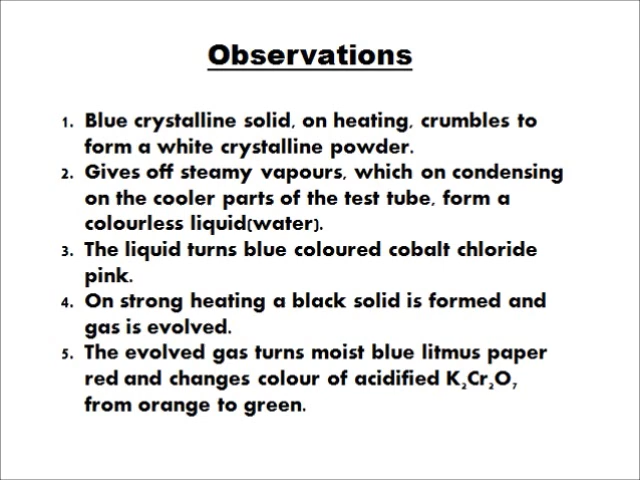 Observations
1. Blue crystalline solid, on heating, crumbles to
form a white crystalline powder.
2. Gives off steamy vapours, which on condensing
on the cooler parts of the test tube, form a
colourless liquid(water).
3. The liquid turns blue coloured cobalt chloride
pink.
4. On strong heating a black solid is formed and
gas is evolved.
5. The evolved gas turns moist blue litmus paper
red and changes colour of acidified K₂Cr₂O₇
from orange to green.